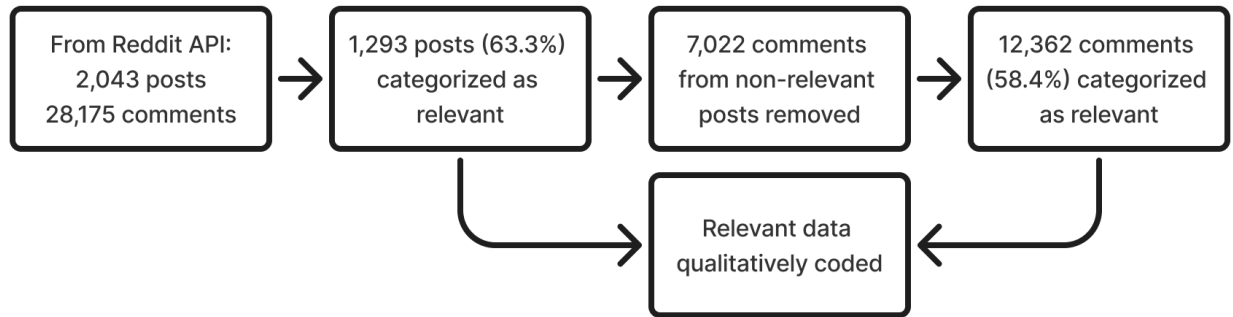 From Reddit API:
2,043 posts
28,175 comments
1,293 posts (63.3%)
categorized as
relevant
7,022 comments
from non-relevant
posts removed
12,362 comments
(58.4%) categorized
as relevant
Relevant data
qualitatively coded